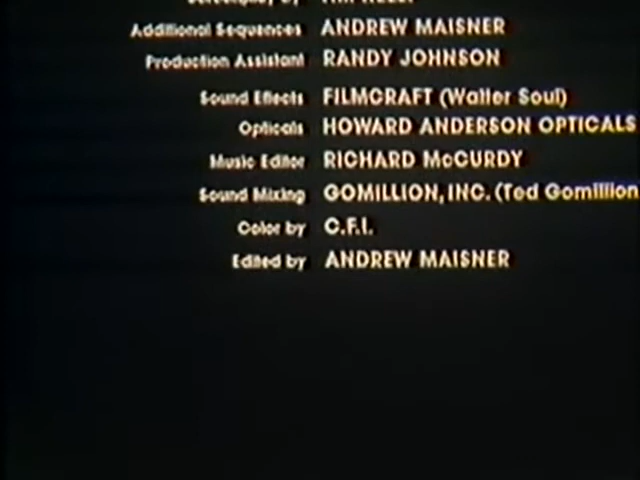 Additional Sequences ANDREW MAISNER
Production Assistant RANDY JOHNSON
Sound Effects FILMCRAFT (Walter Soul)
Opticals HOWARD ANDERSON OPTICALS
Music Editor RICHARD McCURDY
Sound Mixing GOMILLION, INC. (Ted Gomillion
Color by C.F.I.
Edited by ANDREW MAISNER